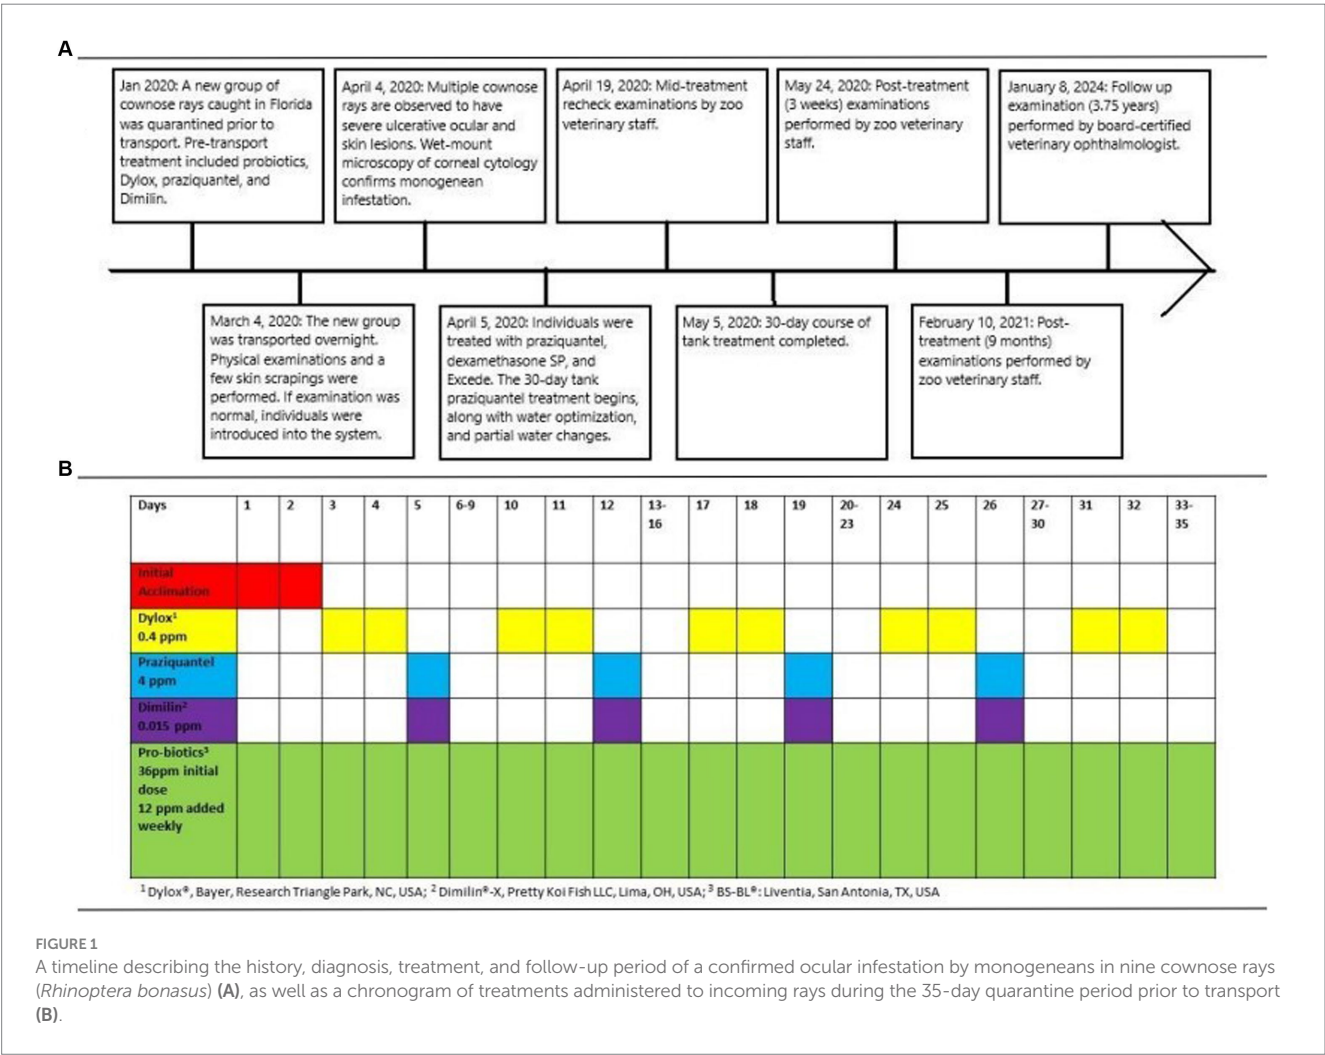 A
Jan 2020: A new group of
cownose rays caught in Florida
was quarantined prior to
transport. Pre-transport
treatment included probiotics,
Dylox, praziquantel, and
Dimilin.
April 4, 2020: Multiple cownose
rays are observed to have
severe ulcerative ocular and
skin lesions. Wet-mount
microscopy of corneal cytology
confirms monogenean
infestation.
April 19, 2020: Mid-treatment
recheck examinations by zoo
veterinary staff.
May 24, 2020: Post-treatment
(3 weeks) examinations
performed by zoo veterinary
staff.
January 8, 2024: Follow up
examination (3.75 years)
performed by board-certified
veterinary ophthalmologist.
March 4, 2020: The new group
was transported overnight.
Physical examinations and a
few skin scrapings were
performed. If examination was
normal, individuals were
introduced into the system.
April 5, 2020: Individuals were
treated with praziquantel,
dexamethasone SP, and
Excede. The 30-day tank
praziquantel treatment begins,
along with water optimization,
and partial water changes.
May 5, 2020: 30-day course of
tank treatment completed.
February 10, 2021: Post-
treatment (9 months)
examinations performed by
zoo veterinary staff.
B
Days 1 2 3 4 5 6-9 10 11 12 13- 17 18 19 20- 24 25 26 27- 31 32 33-
16 23 30 35
Initial
Acclimation
Dylox¹
0.4 ppm
Praziquantel
4 ppm
Dimilin²
0.015 ppm
Pro-biotics³
36ppm initial
dose
12 ppm added
weekly
¹ Dylox®, Bayer, Research Triangle Park, NC, USA; ² Dimilin®-X, Pretty Koi Fish LLC, Lima, OH, USA; ³ BS-BL®: Liventia, San Antonia, TX, USA
FIGURE 1
A timeline describing the history, diagnosis, treatment, and follow-up period of a confirmed ocular infestation by monogeneans in nine cownose rays
(Rhinoptera bonasus) (A), as well as a chronogram of treatments administered to incoming rays during the 35-day quarantine period prior to transport
(B).